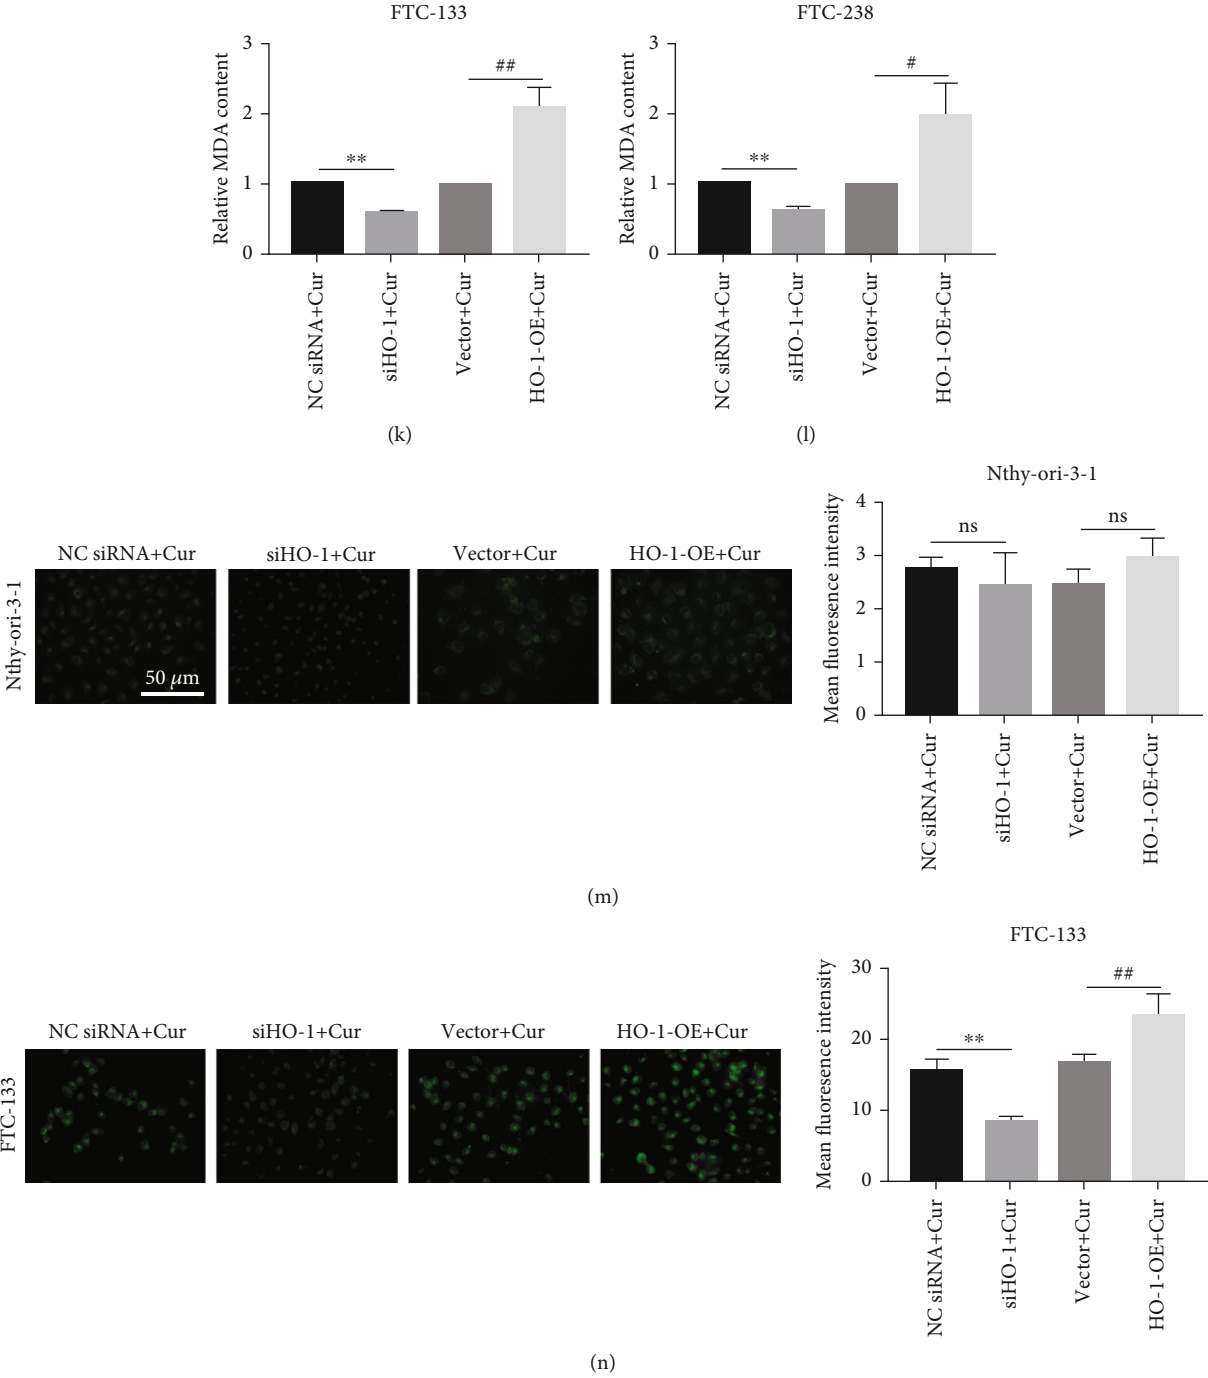 FTC-133
Relative MDA content
3
2
1
0
**
##
NC siRNA+Cur
siHO-1+Cur
Vector+Cur
HO-1-OE+Cur
(k)
FTC-238
Relative MDA content
3
2
1
0
**
#
NC siRNA+Cur
siHO-1+Cur
Vector+Cur
HO-1-OE+Cur
(l)
Nthy-ori-3-1
NC siRNA+Cur
siHO-1+Cur
Vector+Cur
HO-1-OE+Cur
50 μm
Nthy-ori-3-1
Mean fluoresence intensity
4
3
2
1
0
ns
ns
NC siRNA+Cur
siHO-1+Cur
Vector+Cur
HO-1-OE+Cur
(m)
FTC-133
NC siRNA+Cur
siHO-1+Cur
Vector+Cur
HO-1-OE+Cur
FTC-133
Mean fluoresence intensity
30
20
10
0
**
##
NC siRNA+Cur
siHO-1+Cur
Vector+Cur
HO-1-OE+Cur
(n)